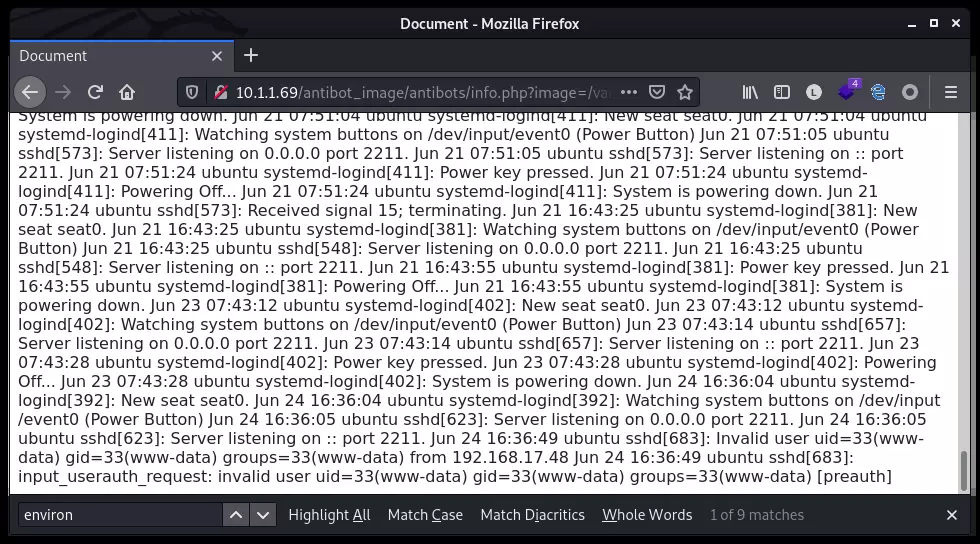 Document - Mozilla Firefox
Document
10.1.1.69/antibot_image/antibots/info.php?image=/va
4
System is powering down. Jun 21 07:51:04 ubuntu systemd-logind[411]: New seat seat0. Jun 21 07:51:04 ubuntu
systemd-logind[411]: Watching system buttons on /dev/input/event0 (Power Button) Jun 21 07:51:05 ubuntu
sshd[573]: Server listening on 0.0.0.0 port 2211. Jun 21 07:51:05 ubuntu sshd[573]: Server listening on :: port
2211. Jun 21 07:51:24 ubuntu systemd-logind[411]: Power key pressed. Jun 21 07:51:24 ubuntu systemd-
logind[411]: Powering Off... Jun 21 07:51:24 ubuntu systemd-logind[411]: System is powering down. Jun 21
07:51:24 ubuntu sshd[573]: Received signal 15; terminating. Jun 21 16:43:25 ubuntu systemd-logind[381]: New
seat seat0. Jun 21 16:43:25 ubuntu systemd-logind[381]: Watching system buttons on /dev/input/event0 (Power
Button) Jun 21 16:43:25 ubuntu sshd[548]: Server listening on 0.0.0.0 port 2211. Jun 21 16:43:25 ubuntu
sshd[548]: Server listening on :: port 2211. Jun 21 16:43:55 ubuntu systemd-logind[381]: Power key pressed. Jun 21
16:43:55 ubuntu systemd-logind[381]: Powering Off... Jun 21 16:43:55 ubuntu systemd-logind[381]: System is
powering down. Jun 23 07:43:12 ubuntu systemd-logind[402]: New seat seat0. Jun 23 07:43:12 ubuntu systemd-
logind[402]: Watching system buttons on /dev/input/event0 (Power Button) Jun 23 07:43:14 ubuntu sshd[657]:
Server listening on 0.0.0.0 port 2211. Jun 23 07:43:14 ubuntu sshd[657]: Server listening on :: port 2211. Jun 23
07:43:28 ubuntu systemd-logind[402]: Power key pressed. Jun 23 07:43:28 ubuntu systemd-logind[402]: Powering
Off... Jun 23 07:43:28 ubuntu systemd-logind[402]: System is powering down. Jun 24 16:36:04 ubuntu systemd-
logind[392]: New seat seat0. Jun 24 16:36:04 ubuntu systemd-logind[392]: Watching system buttons on /dev/input
/event0 (Power Button) Jun 24 16:36:05 ubuntu sshd[623]: Server listening on 0.0.0.0 port 2211. Jun 24 16:36:05
ubuntu sshd[623]: Server listening on :: port 2211. Jun 24 16:36:49 ubuntu sshd[683]: Invalid user uid=33(www-
data) gid=33(www-data) groups=33(www-data) from 192.168.17.48 Jun 24 16:36:49 ubuntu sshd[683]:
input_userauth_request: invalid user uid=33(www-data) gid=33(www-data) groups=33(www-data) [preauth]
environ Highlight All Match Case Match Diacritics Whole Words 1 of 9 matches